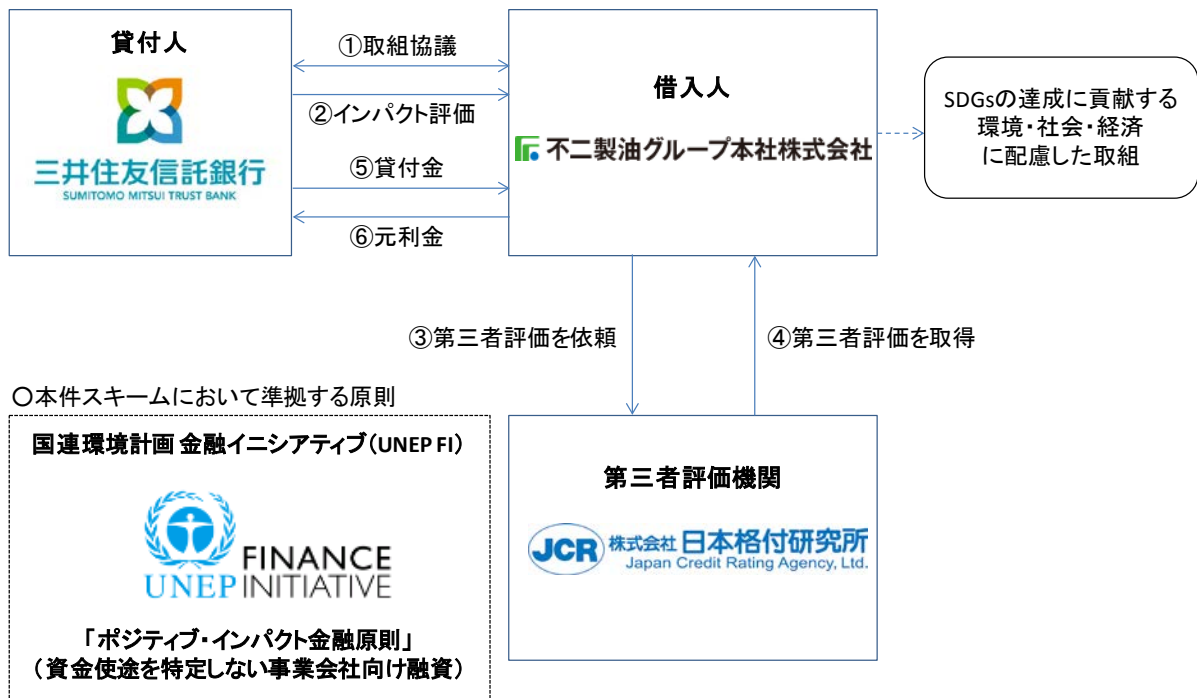 貸付人
三井住友信託銀行
SUMITOMO MITSUI TRUST BANK
①取組協議
②インパクト評価
⑤貸付金
⑥元利金
借入人
不二製油グループ本社株式会社
SDGsの達成に貢献する
環境・社会・経済
に配慮した取組
③第三者評価を依頼
④第三者評価を取得
〇本件スキームにおいて準拠する原則
国連環境計画 金融イニシアティブ(UNEP FI)
UNEP FINANCE
INITIATIVE
「ポジティブ・インパクト金融原則」
(資金使途を特定しない事業会社向け融資)
第三者評価機関
JCR 株式会社 日本格付研究所
Japan Credit Rating Agency, Ltd.